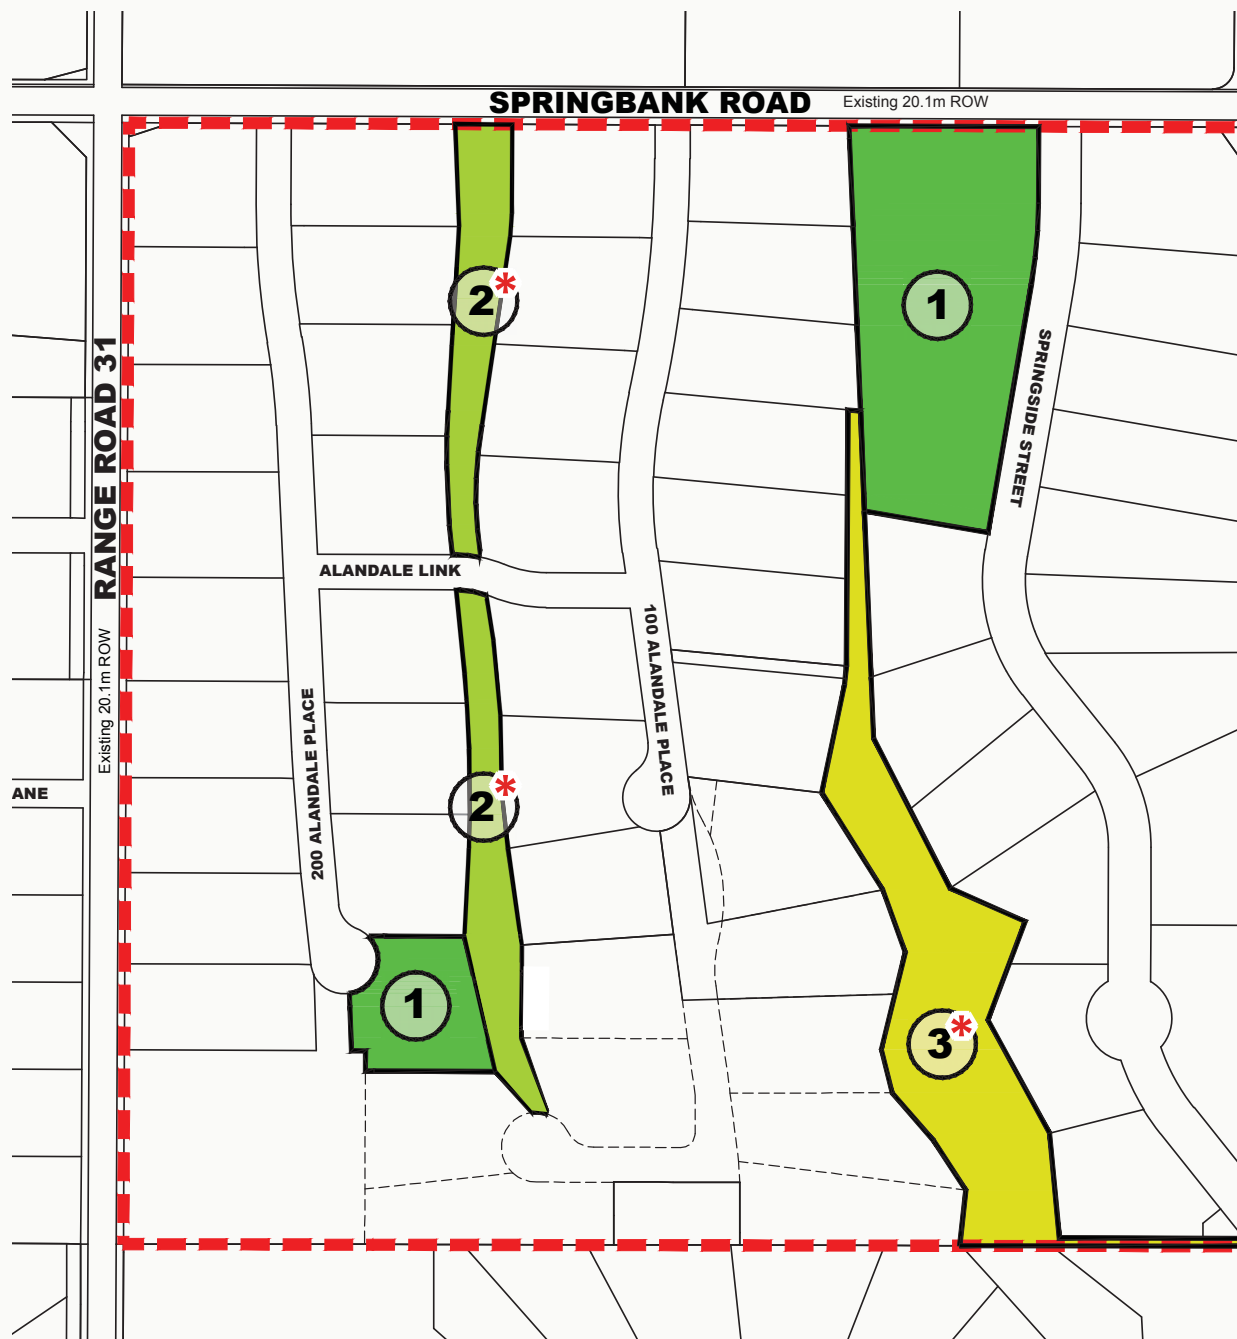 SPRINGBANK ROAD Existing 20.1m ROW
2*
1
SPRINGSIDE STREET
RANGE ROAD 31
Existing 20.1m ROW
ALANDALE LINK
100 ALANDALE PLACE
200 ALANDALE PLACE
ANE
2*
1
3*